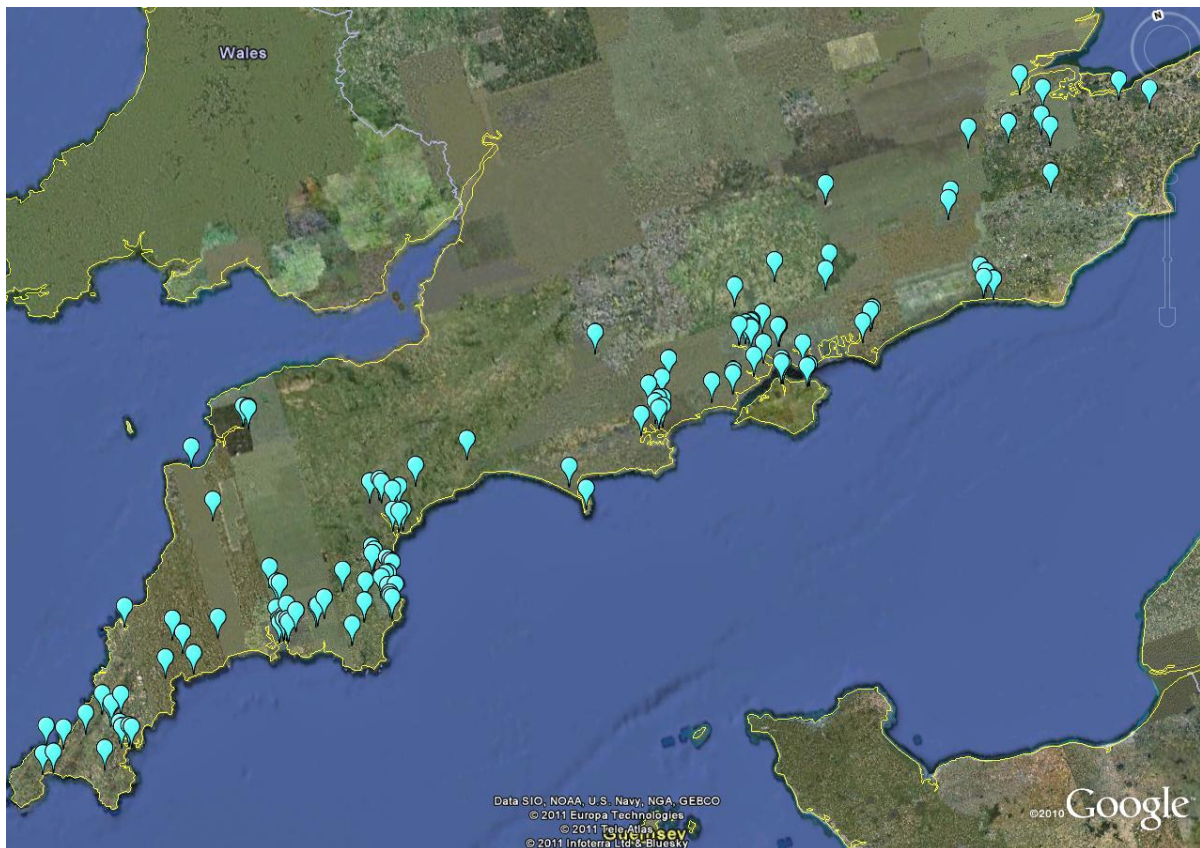 Wales
N
Data SIO, NOAA, U.S. Navy, NGA, GEBCO
© 2011 Europa Technologies
© 2011 Tele Atlas
Guernsey
© 2011 Infoterra Ltd & Bluesky
©2010 Google